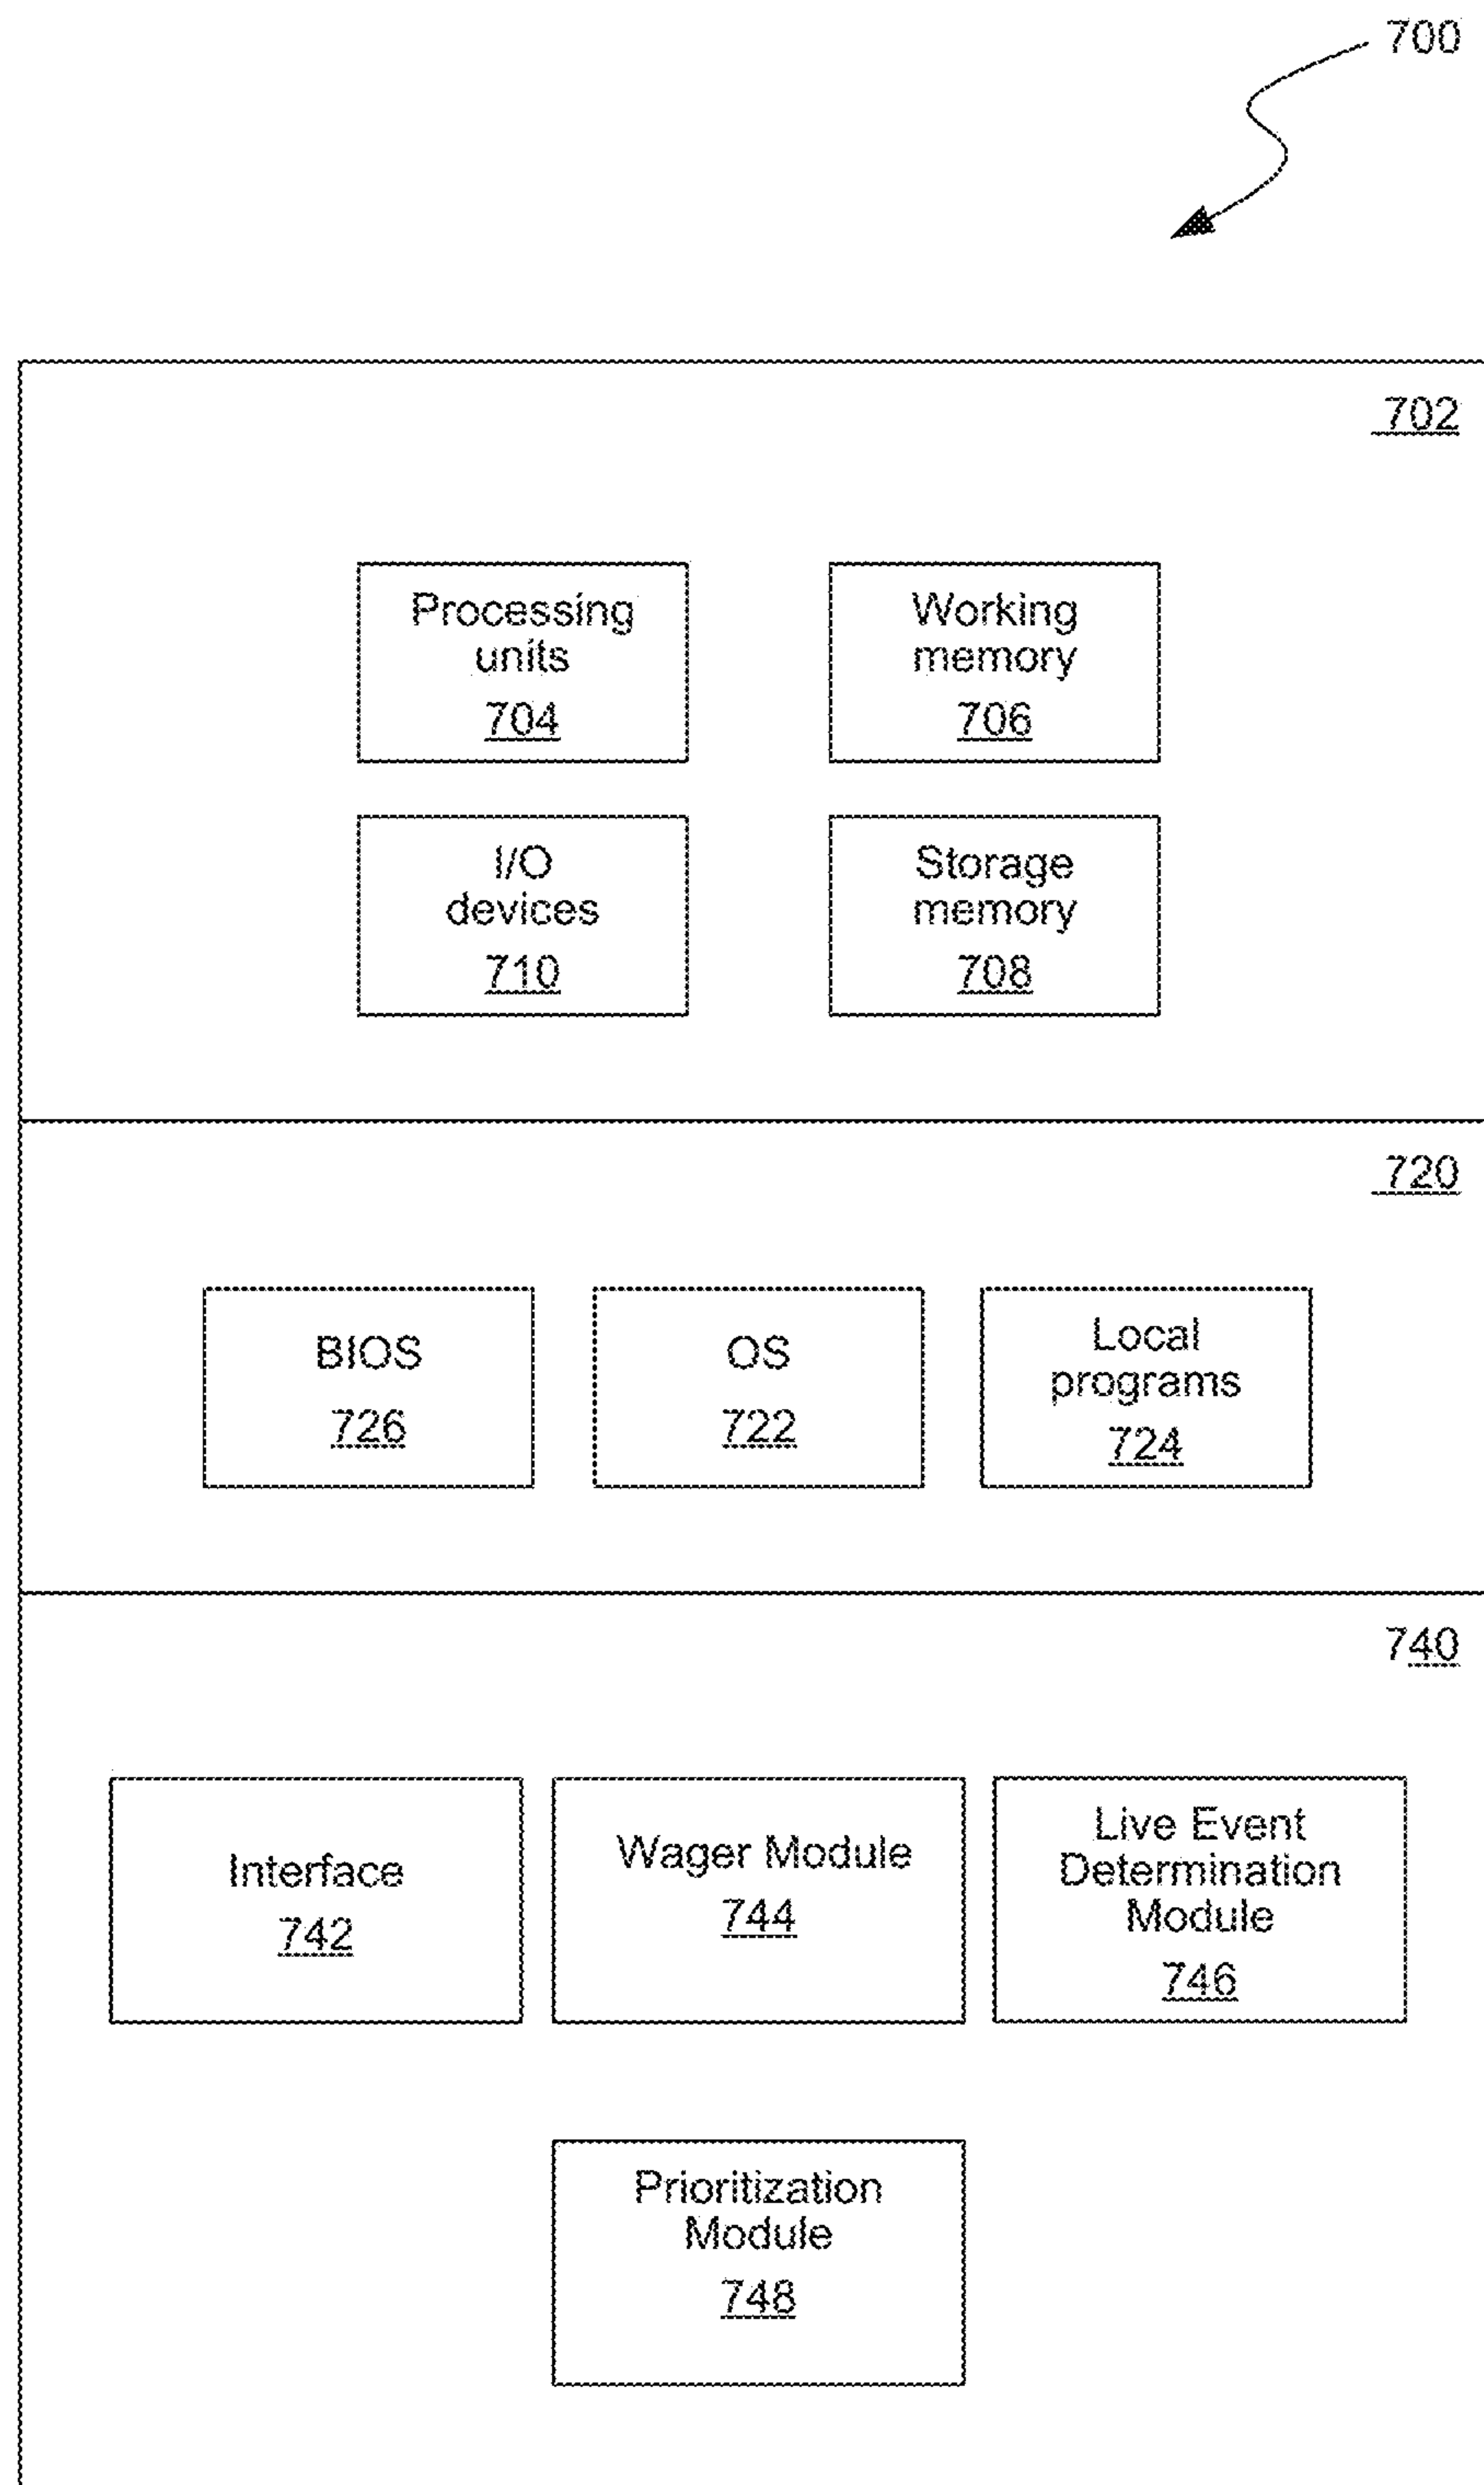 700
702
Processing
units
704
Working
memory
706
I/O
devices
710
Storage
memory
708
720
BIOS
726
OS
722
Local
programs
724
740
Interface
742
Wager Module
744
Live Event
Determination
Module
746
Prioritization
Module
748